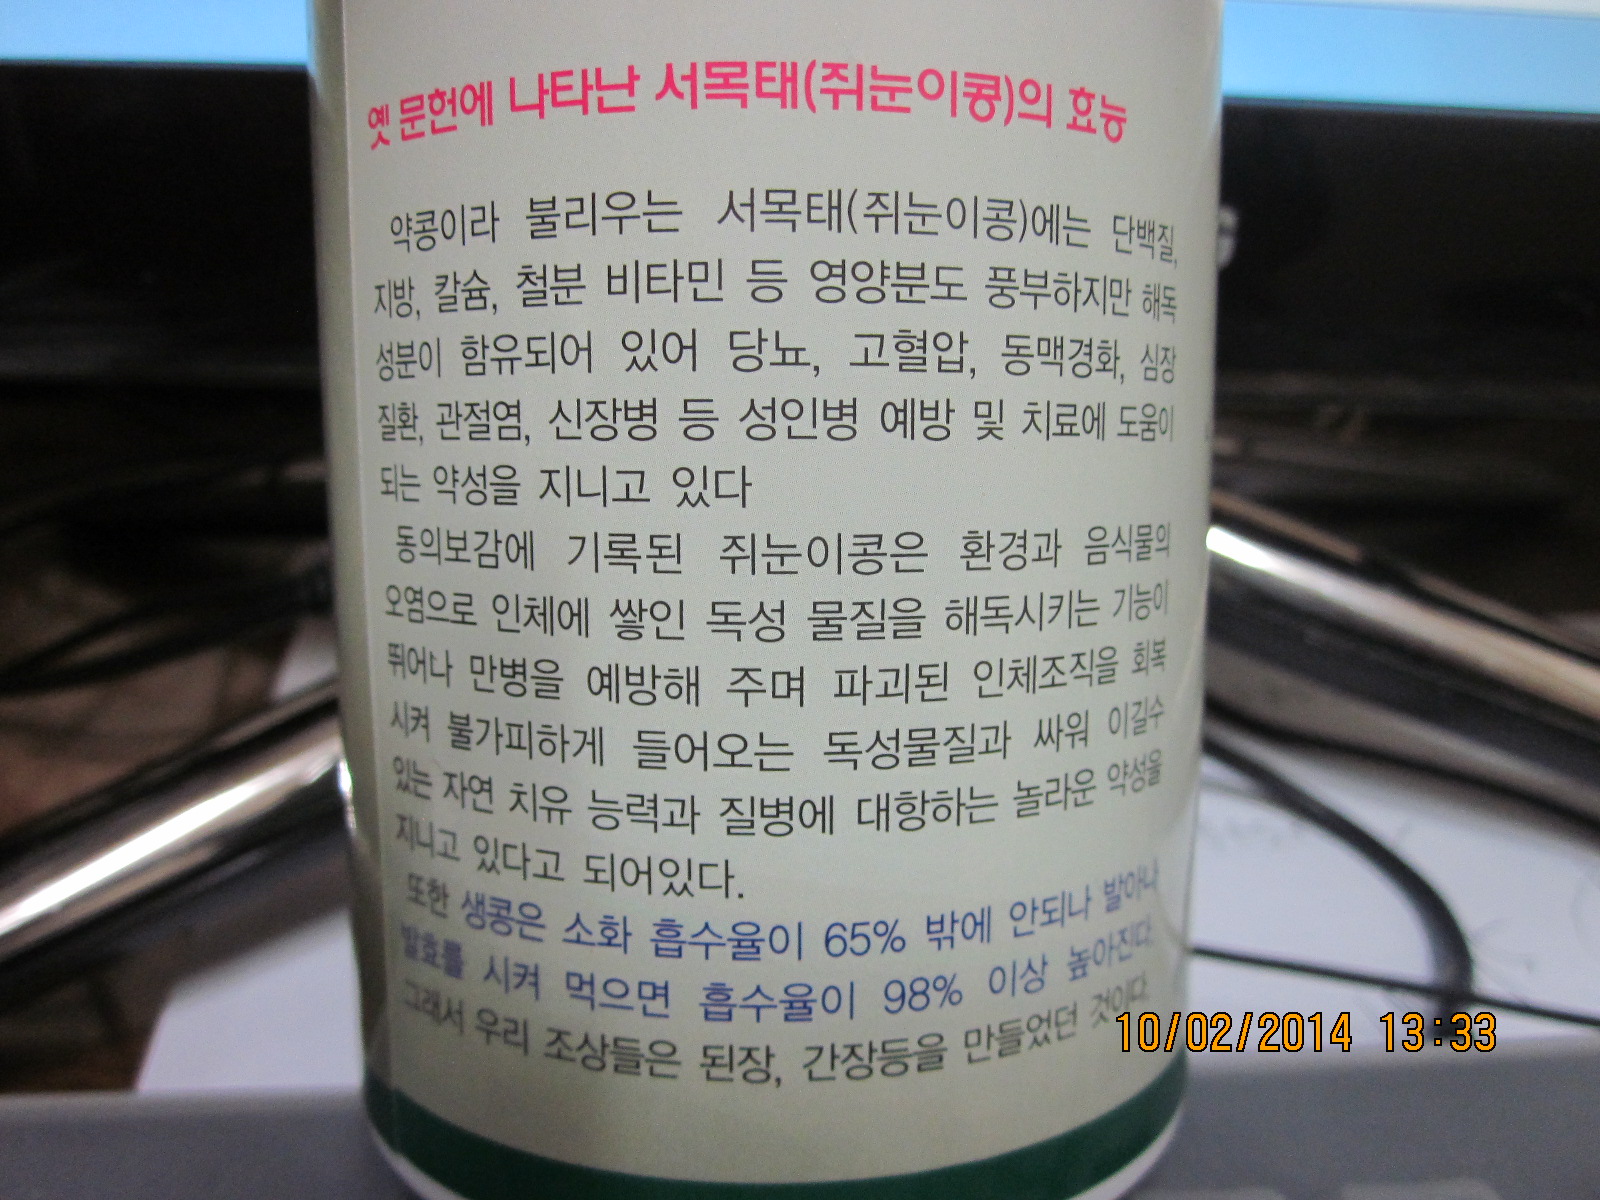 옛 문헌에 나타난 서목태(쥐눈이콩)의 효능
약콩이라 불리우는 서목태(쥐눈이콩)에는 단백질,
지방, 칼슘, 철분 비타민 등 영양분도 풍부하지만 해독
성분이 함유되어 있어 당뇨, 고혈압, 동맥경화, 심장
질환, 관절염, 신장병 등 성인병 예방 및 치료에 도움이
되는 약성을 지니고 있다
동의보감에 기록된 쥐눈이콩은 환경과 음식물의
오염으로 인체에 쌓인 독성 물질을 해독시키는 기능이
뛰어나 만병을 예방해 주며 파괴된 인체조직을 회복
시켜 불가피하게 들어오는 독성물질과 싸워 이길수
있는 자연 치유 능력과 질병에 대항하는 놀라운 약성을
지니고 있다고 되어있다.
또한 생콩은 소화 흡수율이 65% 밖에 안되나 발아나
발효를 시켜 먹으면 흡수율이 98% 이상 높아진다.
그래서 우리 조상들은 된장, 간장등을 만들었던 것이다.
10/02/2014 13:33